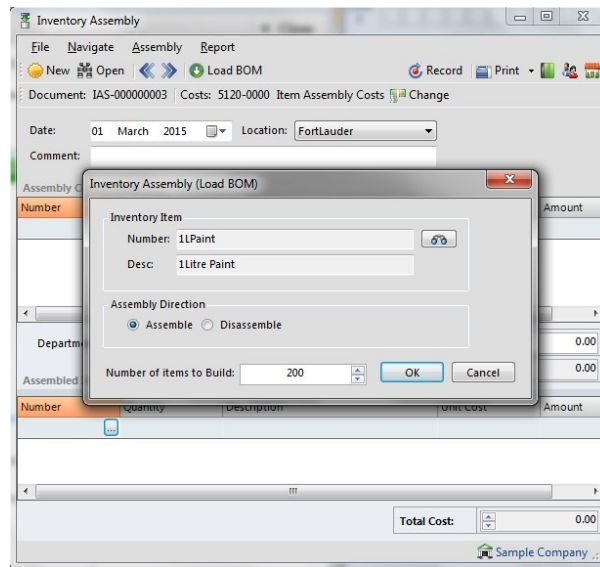 Inventory Assembly
File Navigate Assembly Report
New Open Load BOM Record Print
Document: IAS-000000003 Costs: 5120-0000 Item Assembly Costs Change
Date: 01 March 2015 Location: FortLauder
Comment:
Assembly
Inventory Assembly (Load BOM)
Number Amount
Inventory Item
Number: 1LPaint
Desc: 1Litre Paint
Assembly Direction
Assemble Disassemble
0.00
Number of items to Build: 200 OK Cancel
0.00
Assembled
Number Quantity Description Unit Cost Amount
...
Total Cost: 0.00
Sample Company